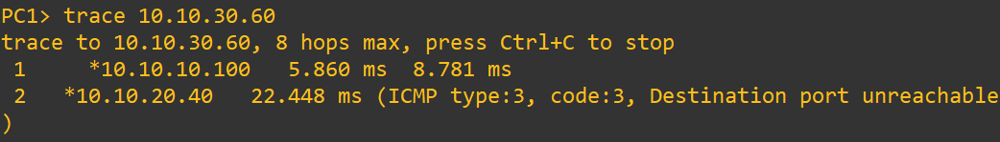 PC1> trace 10.10.30.60
trace to 10.10.30.60, 8 hops max, press Ctrl+C to stop
 1     *10.10.10.100   5.860 ms  8.781 ms
 2   *10.10.20.40   22.448 ms (ICMP type:3, code:3, Destination port unreachable
)